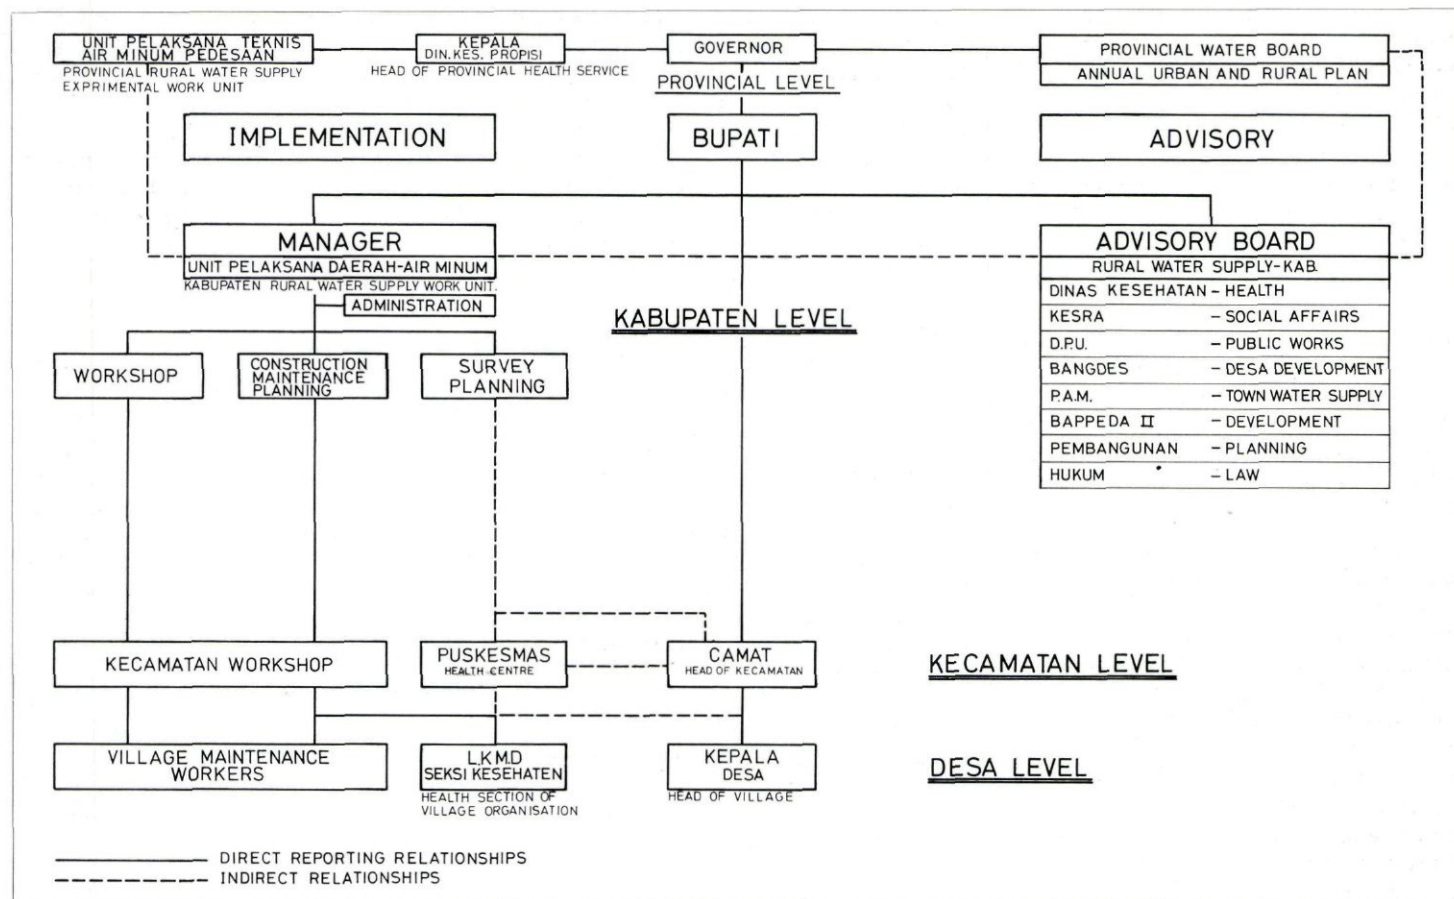 UNIT PELAKSANA TEKNIS
AIR MINUM PEDESAAN
PROVINCIAL RURAL WATER SUPPLY
EXPRIMENTAL WORK UNIT
KEPALA
DIN. KES. PROPISI
HEAD OF PROVINCIAL HEALTH SERVICE
GOVERNOR
PROVINCIAL LEVEL
PROVINCIAL WATER BOARD
ANNUAL URBAN AND RURAL PLAN
IMPLEMENTATION
BUPATI
ADVISORY
MANAGER
UNIT PELAKSANA DAERAH-AIR MINUM
KABUPATEN RURAL WATER SUPPLY WORK UNIT.
ADMINISTRATION
ADVISORY BOARD
RURAL WATER SUPPLY-KAB.
DINAS KESEHATAN – HEALTH
KESRA – SOCIAL AFFAIRS
D.P.U. – PUBLIC WORKS
BANGDES – DESA DEVELOPMENT
P.A.M. – TOWN WATER SUPPLY
BAPPEDA II – DEVELOPMENT
PEMBANGUNAN – PLANNING
HUKUM – LAW
KABUPATEN LEVEL
WORKSHOP
CONSTRUCTION
MAINTENANCE
PLANNING
SURVEY
PLANNING
KECAMATAN WORKSHOP
PUSKESMAS
HEALTH CENTRE
CAMAT
HEAD OF KECAMATAN
KECAMATAN LEVEL
VILLAGE MAINTENANCE
WORKERS
L.K.M.D
SEKSI KESEHATEN
HEALTH SECTION OF
VILLAGE ORGANISATION
KEPALA
DESA
HEAD OF VILLAGE
DESA LEVEL
DIRECT REPORTING RELATIONSHIPS
INDIRECT RELATIONSHIPS